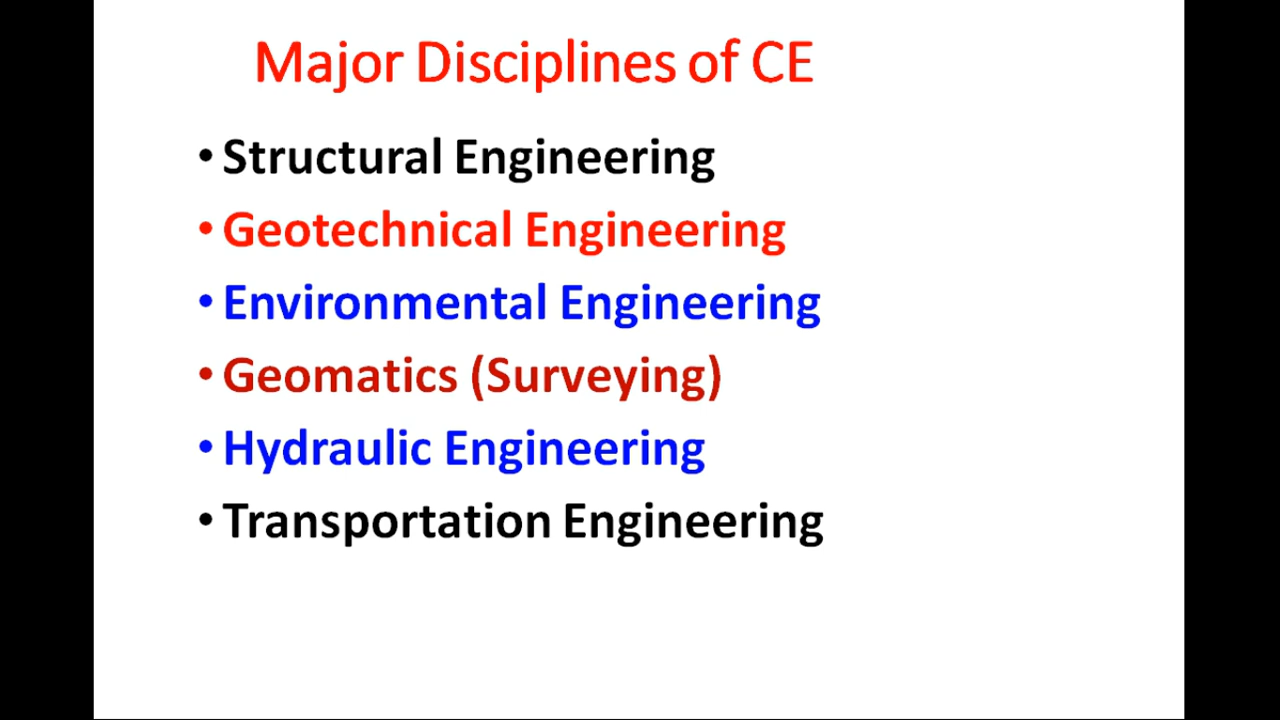 Major Disciplines of CE
• Structural Engineering
• Geotechnical Engineering
• Environmental Engineering
• Geomatics (Surveying)
• Hydraulic Engineering
• Transportation Engineering